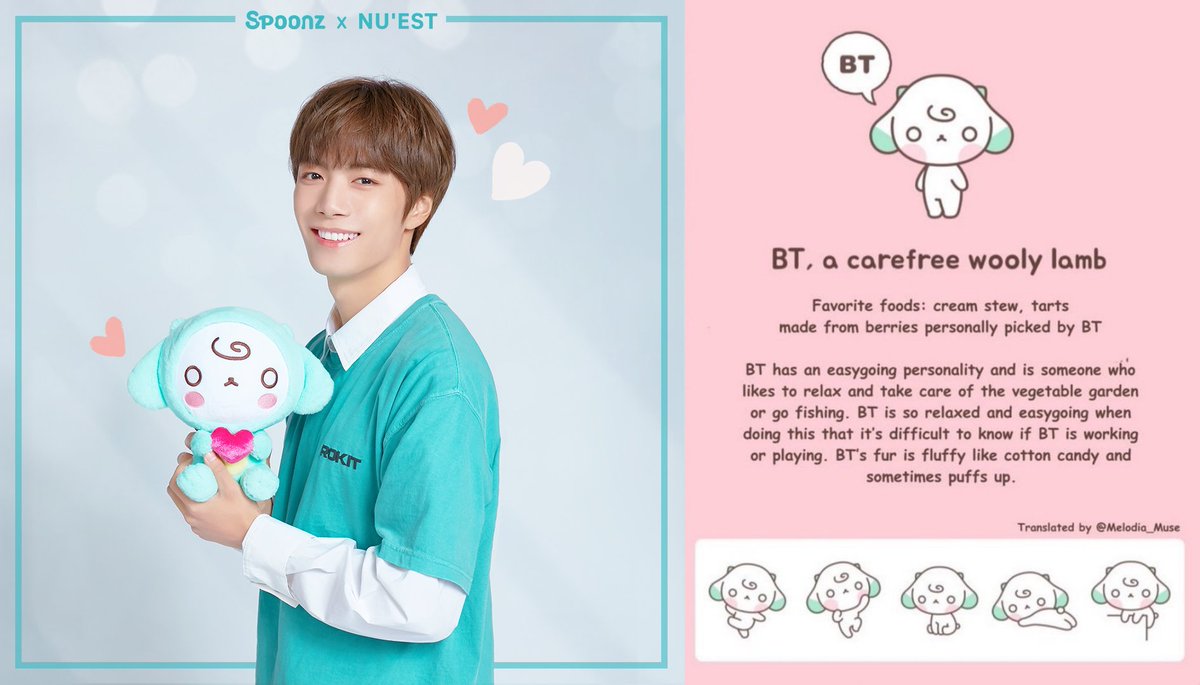 Spoonz x NU'EST
ROKIT
BT
BT, a carefree wooly lamb
Favorite foods: cream stew, tarts
made from berries personally picked by BT
BT has an easygoing personality and is someone who
likes to relax and take care of the vegetable garden
or go fishing. BT is so relaxed and easygoing when
doing this that it's difficult to know if BT is working
or playing. BT's fur is fluffy like cotton candy and
sometimes puffs up.
Translated by @Melodia_Muse